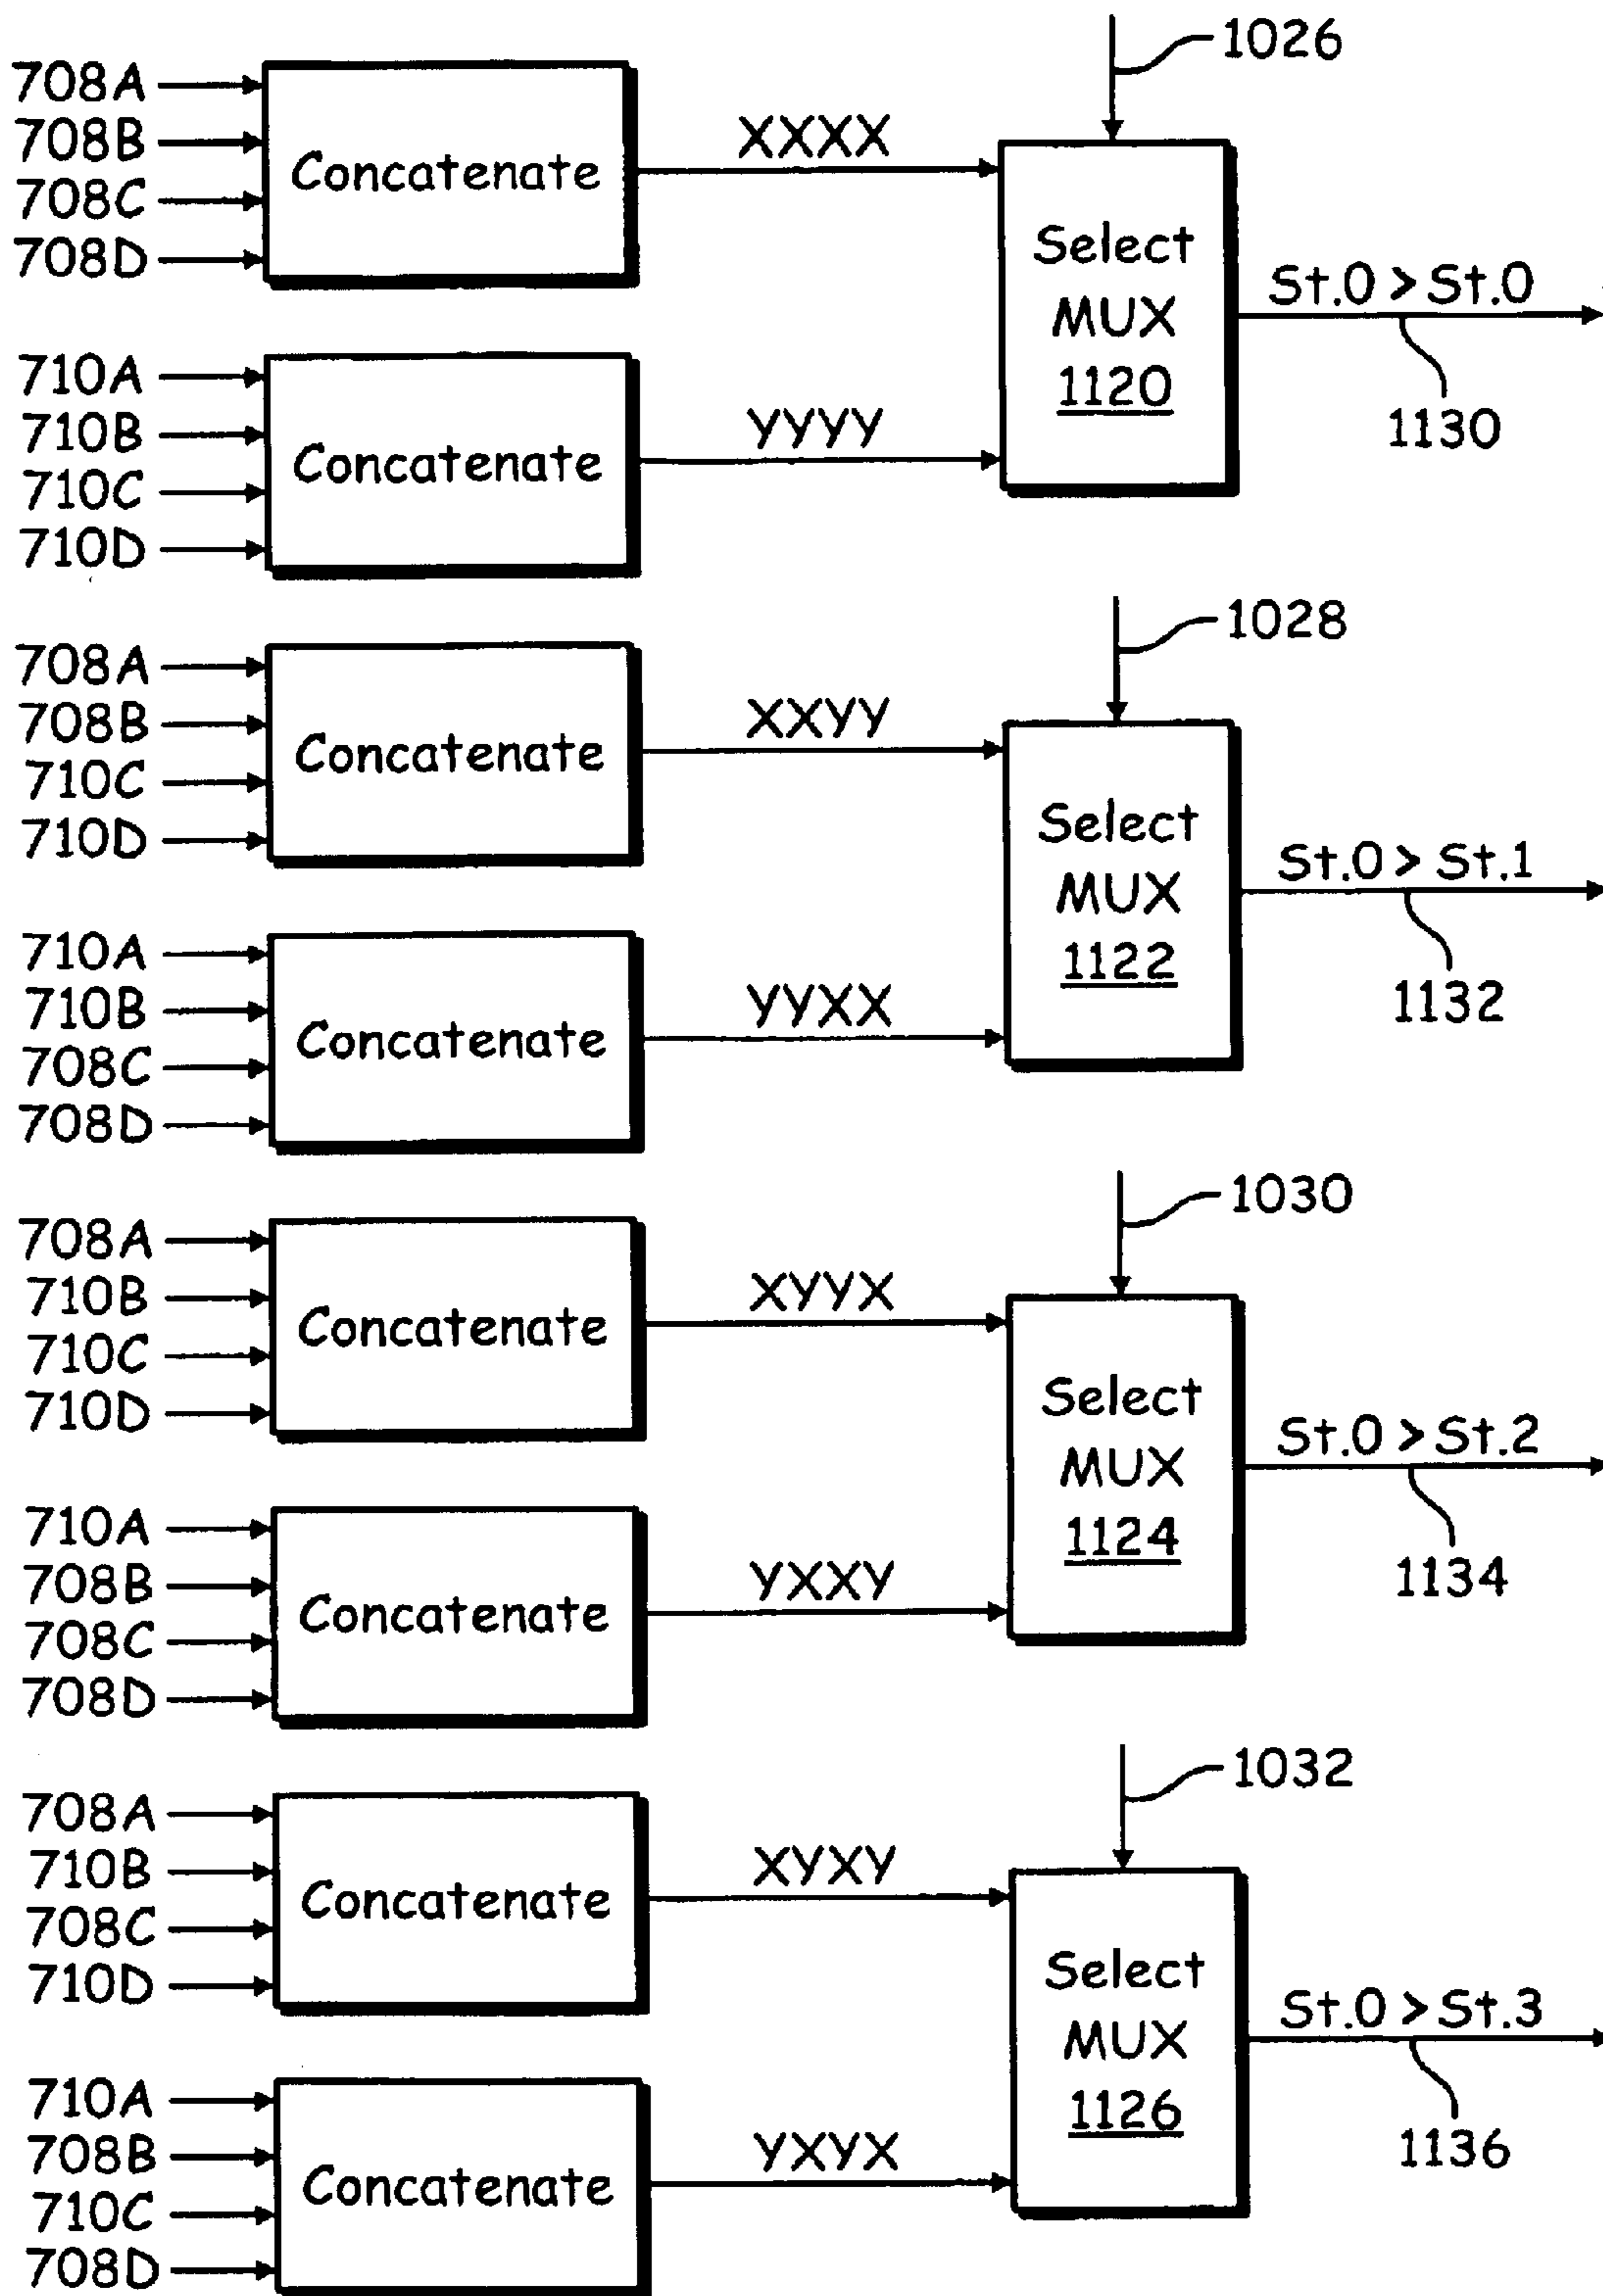 1026
708A
708B
708C
708D
Concatenate
XXXX
Select
MUX
1120
St.0 > St.0
1130
710A
710B
710C
710D
Concatenate
YYYY
1028
708A
708B
710C
710D
Concatenate
XXYY
Select
MUX
1122
St.0 > St.1
1132
710A
710B
708C
708D
Concatenate
YYXX
1030
708A
710B
710C
710D
Concatenate
XYYX
Select
MUX
1124
St.0 > St.2
1134
710A
708B
708C
708D
Concatenate
YXXY
1032
708A
710B
708C
710D
Concatenate
XYXY
Select
MUX
1126
St.0 > St.3
1136
710A
708B
710C
708D
Concatenate
YXYX